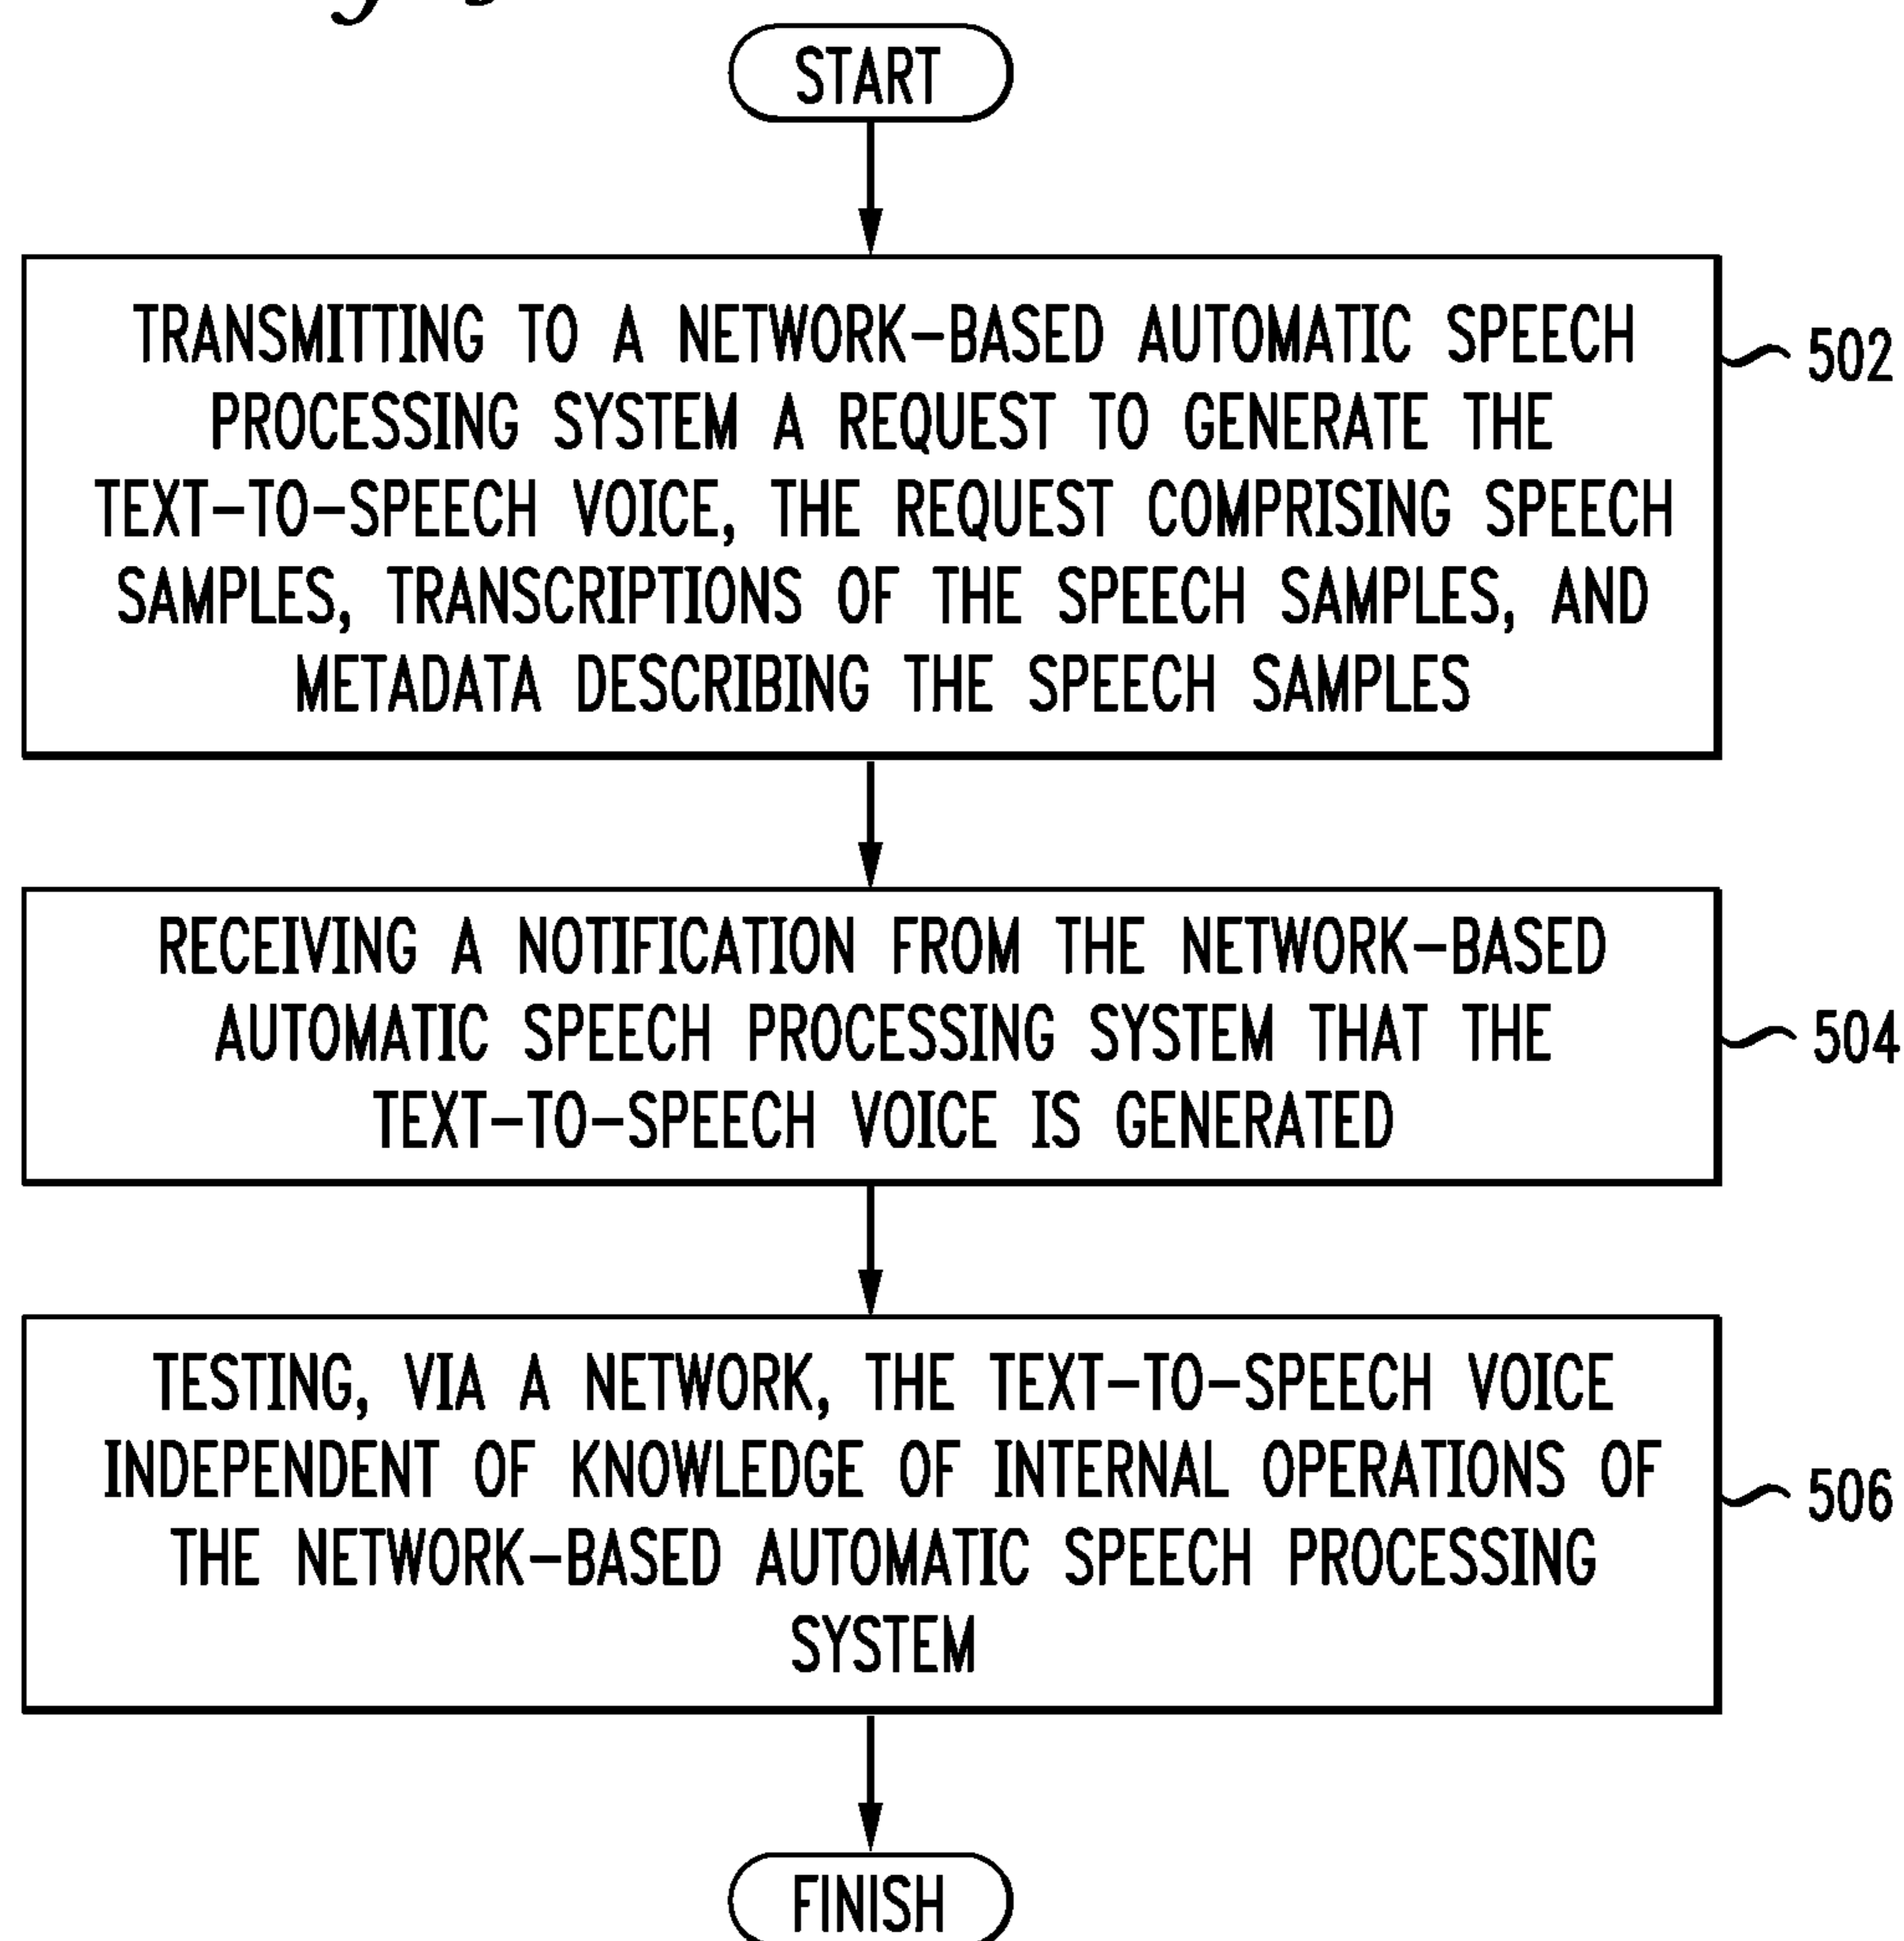 START
TRANSMITTING TO A NETWORK-BASED AUTOMATIC SPEECH
PROCESSING SYSTEM A REQUEST TO GENERATE THE
TEXT-TO-SPEECH VOICE, THE REQUEST COMPRISING SPEECH
SAMPLES, TRANSCRIPTIONS OF THE SPEECH SAMPLES, AND
METADATA DESCRIBING THE SPEECH SAMPLES
502
RECEIVING A NOTIFICATION FROM THE NETWORK-BASED
AUTOMATIC SPEECH PROCESSING SYSTEM THAT THE
TEXT-TO-SPEECH VOICE IS GENERATED
504
TESTING, VIA A NETWORK, THE TEXT-TO-SPEECH VOICE
INDEPENDENT OF KNOWLEDGE OF INTERNAL OPERATIONS OF
THE NETWORK-BASED AUTOMATIC SPEECH PROCESSING
SYSTEM
506
FINISH